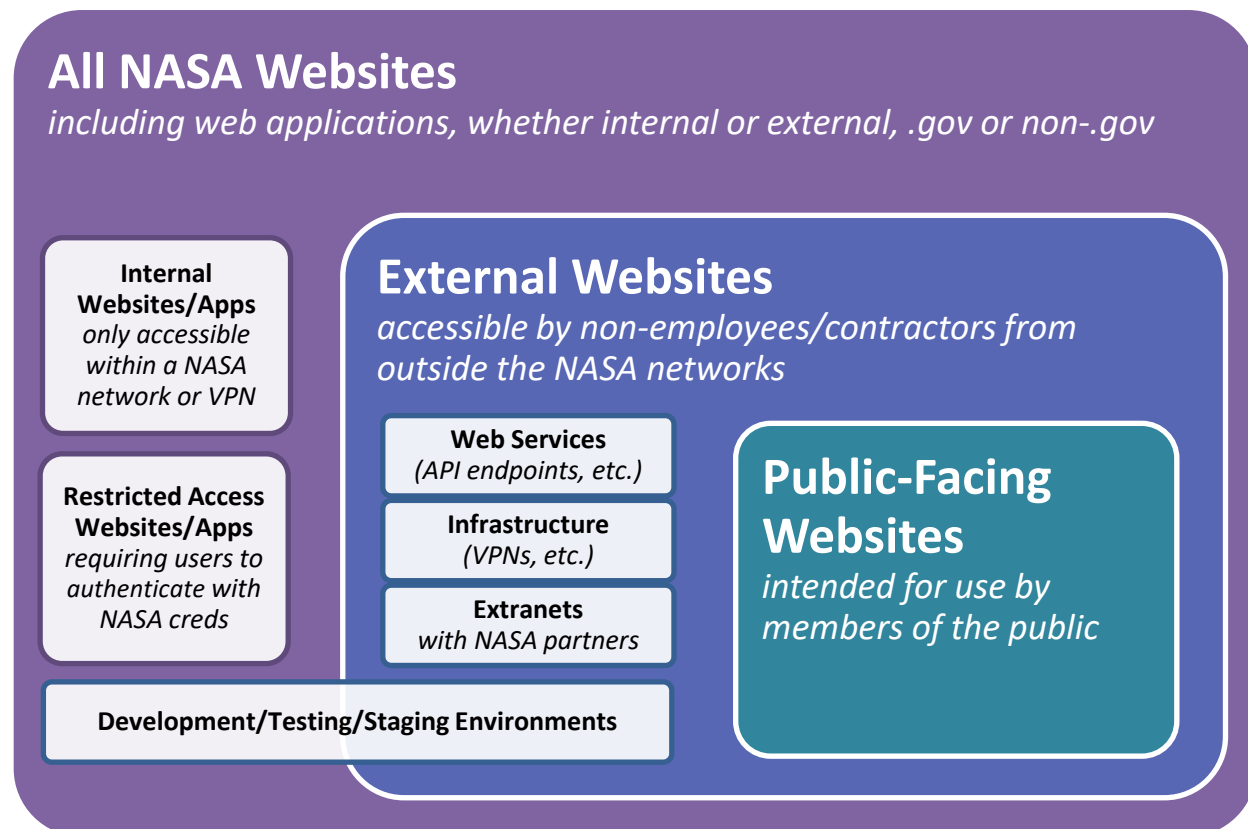 All NASA Websites
including web applications, whether internal or external, .gov or non-.gov
Internal
Websites/Apps
only accessible
within a NASA
network or VPN
Restricted Access
Websites/Apps
requiring users to
authenticate with
NASA creds
External Websites
accessible by non-employees/contractors from
outside the NASA networks
Web Services
(API endpoints, etc.)
Infrastructure
(VPNs, etc.)
Extranets
with NASA partners
Public-Facing
Websites
intended for use by
members of the public
Development/Testing/Staging Environments